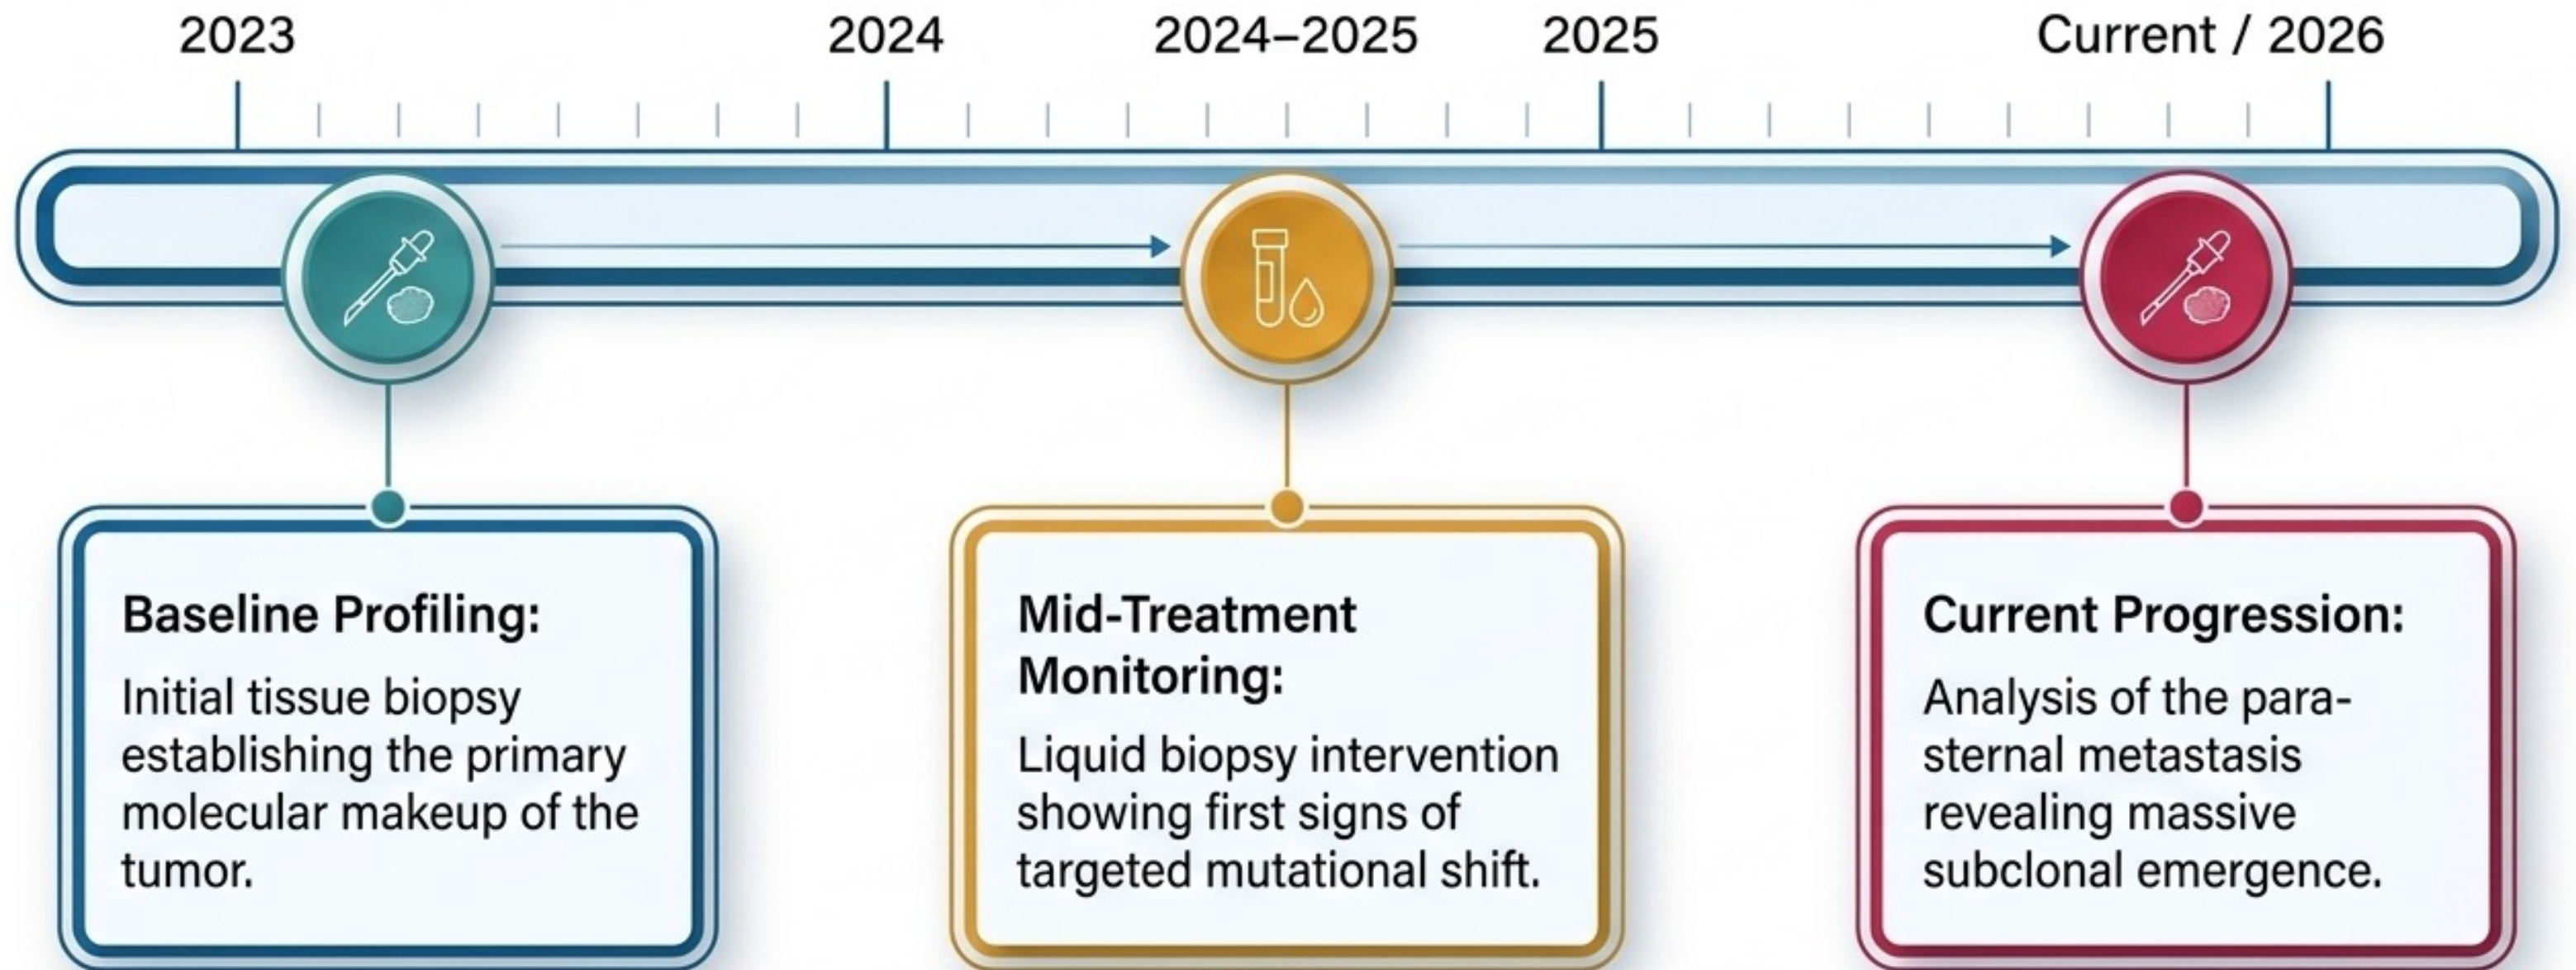 2023
2024
2024–2025
2025
Current / 2026
Baseline Profiling:
Initial tissue biopsy
establishing the primary
molecular makeup of the
tumor.
Mid-Treatment
Monitoring:
Liquid biopsy intervention
showing first signs of
targeted mutational shift.
Current Progression:
Analysis of the para-
sternal metastasis
revealing massive
subclonal emergence.